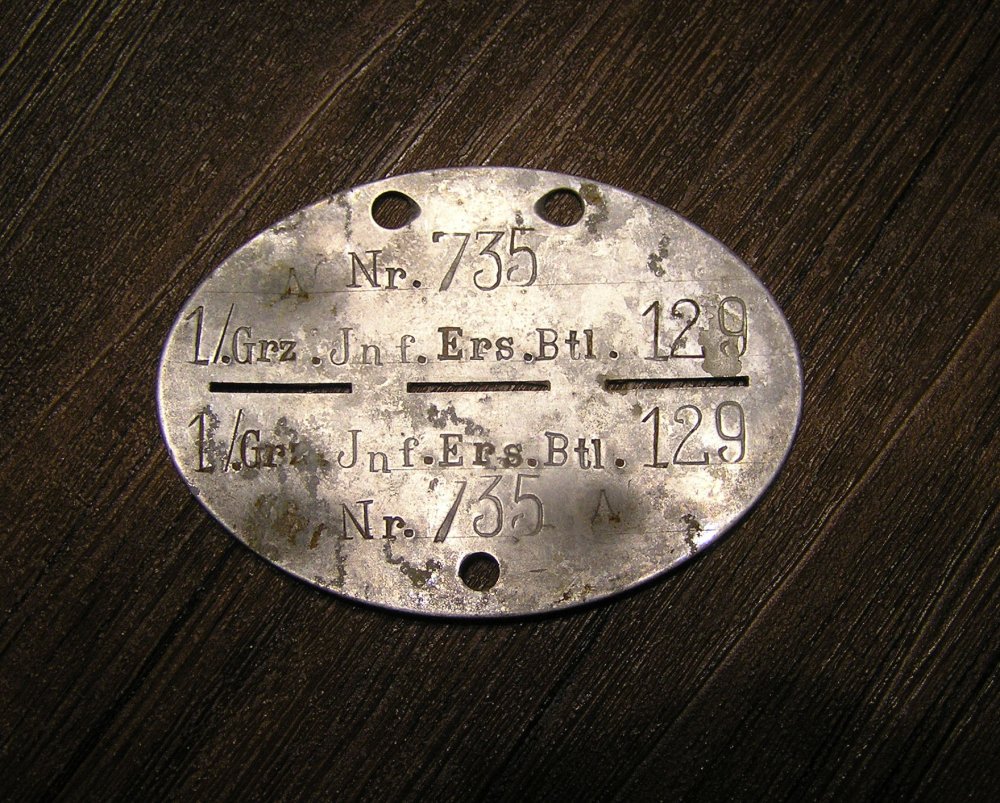 Nr. 735
A
1/.Grz.Jnf.Ers.Btl. 129
1/.Grz.Jnf.Ers.Btl. 129
Nr. 735 A